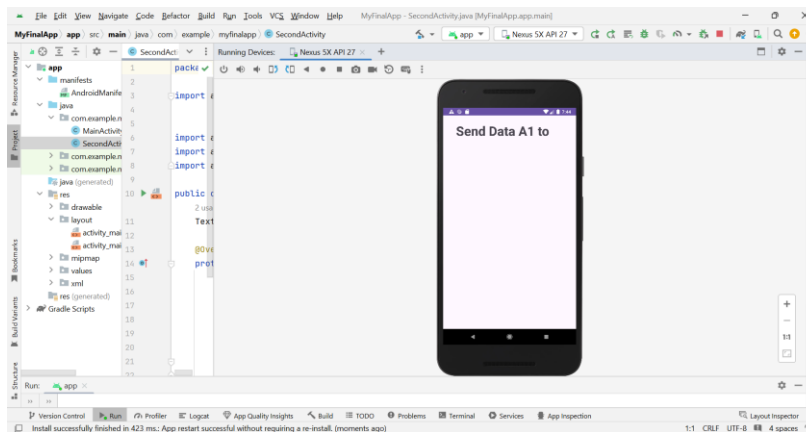 File Edit View Navigate Code Refactor Build Run Tools VCS Window Help MyFinalApp - SecondActivity.java [MyFinalApp.app.main]
MyFinalApp app src main java com example myfinalapp SecondActivity app Nexus 5X API 27
Resource Manager
Project
Bookmarks
Build Variants
Structure
app
manifests
AndroidManife
java
com.example.n
MainActivity
SecondActiv
com.example.n
com.example.n
java (generated)
res
drawable
layout
activity_mai
activity_mai
mipmap
values
xml
res (generated)
Gradle Scripts
SecondActi
1 packa
2
3 import a
4
5
6 import a
7 import a
8 import a
9
10 public c
2 usa
11 Text
12
13 @Ove
14 prot
15
16
17
18
19
20
21
22
Running Devices: Nexus 5X API 27
7:44
Send Data A1 to
1:1
Run: app
Version Control Run Profiler Logcat App Quality Insights Build TODO Problems Terminal Services App Inspection Layout Inspector
Install successfully finished in 423 ms.: App restart successful without requiring a re-install. (moments ago) 1:1 CRLF UTF-8 4 spaces